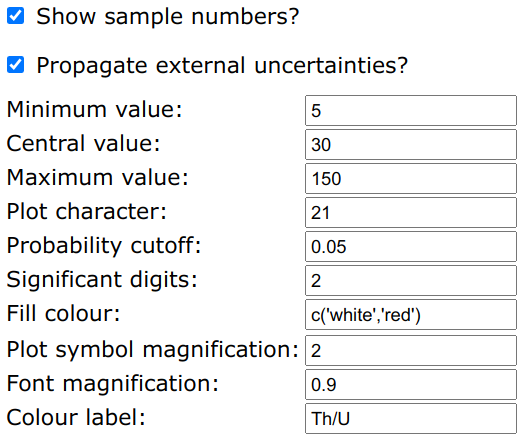 Show sample numbers?
Propagate external uncertainties?
Minimum value: 5
Central value: 30
Maximum value: 150
Plot character: 21
Probability cutoff: 0.05
Significant digits: 2
Fill colour: c('white','red')
Plot symbol magnification: 2
Font magnification: 0.9
Colour label: Th/U